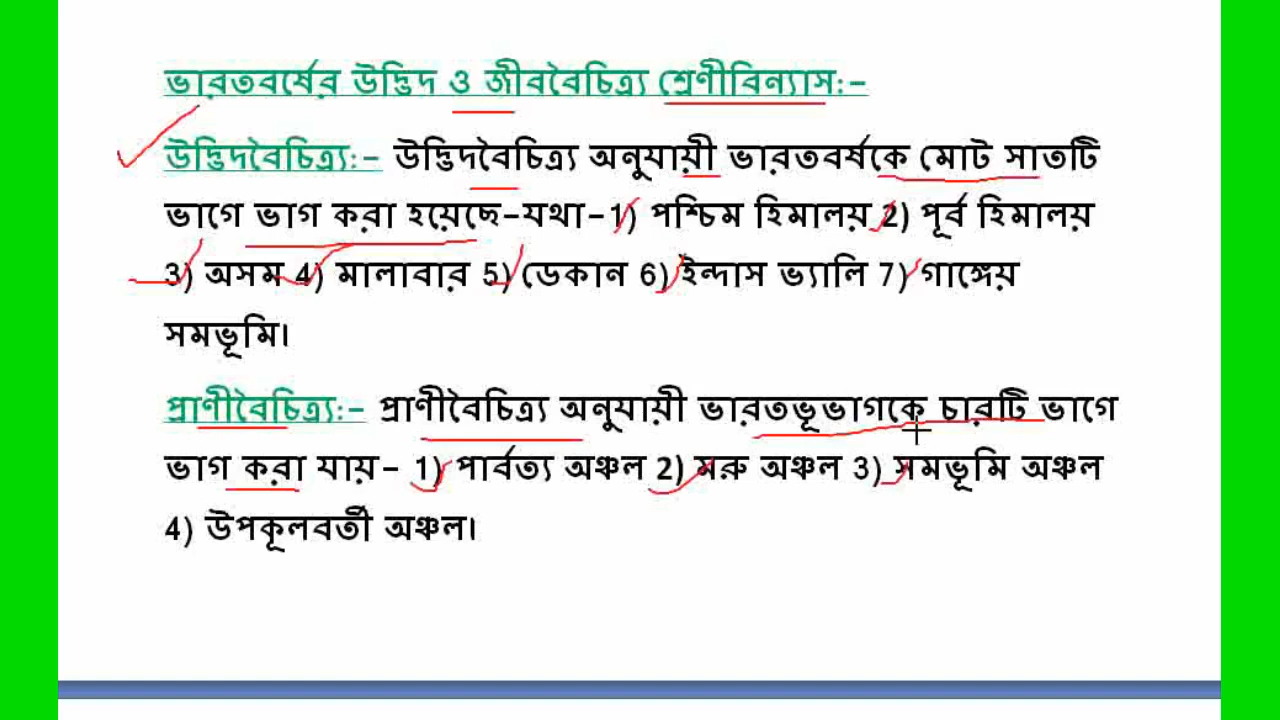 ভারতবর্ষের উদ্ভিদ ও জীববৈচিত্র্য শ্রেণীবিন্যাস:-
উদ্ভিদবৈচিত্র্য:- উদ্ভিদবৈচিত্র্য অনুযায়ী ভারতবর্ষকে মোট সাতটি
ভাগে ভাগ করা হয়েছে-যথা-1) পশ্চিম হিমালয় 2) পূর্ব হিমালয়
3) অসম 4) মালাবার 5) ডেকান 6) ইন্দাস ভ্যালি 7) গাঙ্গেয়
সমভূমি।
প্রাণীবৈচিত্র্য:- প্রাণীবৈচিত্র্য অনুযায়ী ভারতভূভাগকে চারটি ভাগে
ভাগ করা যায়- 1) পার্বত্য অঞ্চল 2) মরু অঞ্চল 3) সমভূমি অঞ্চল
4) উপকূলবর্তী অঞ্চল।